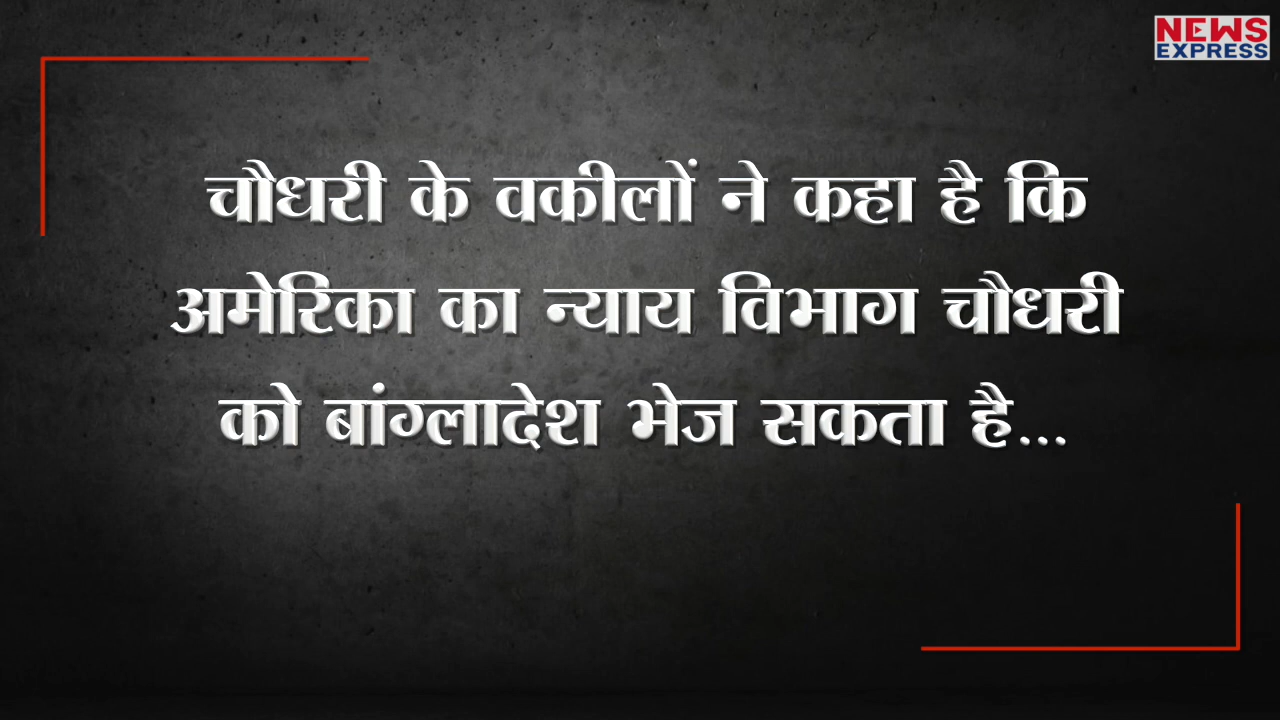 NEWS
EXPRESS
चौधरी के वकीलों ने कहा है कि
अमेरिका का न्याय विभाग चौधरी
को बांग्लादेश भेज सकता है...